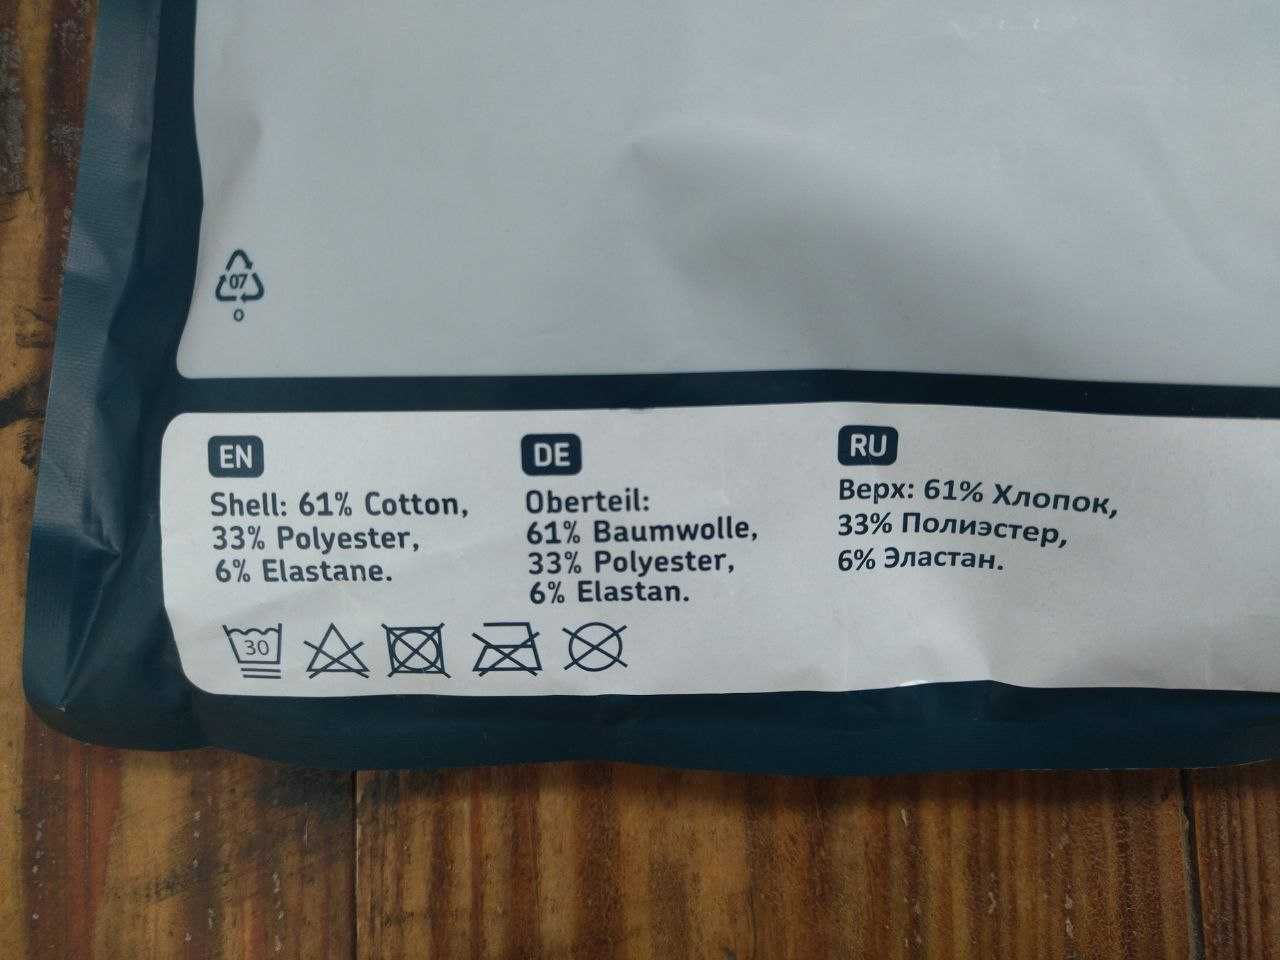 07
O
EN
Shell: 61% Cotton,
33% Polyester,
6% Elastane.
DE
Oberteil:
61% Baumwolle,
33% Polyester,
6% Elastan.
RU
Верх: 61% Хлопок,
33% Полиэстер,
6% Эластан.
30